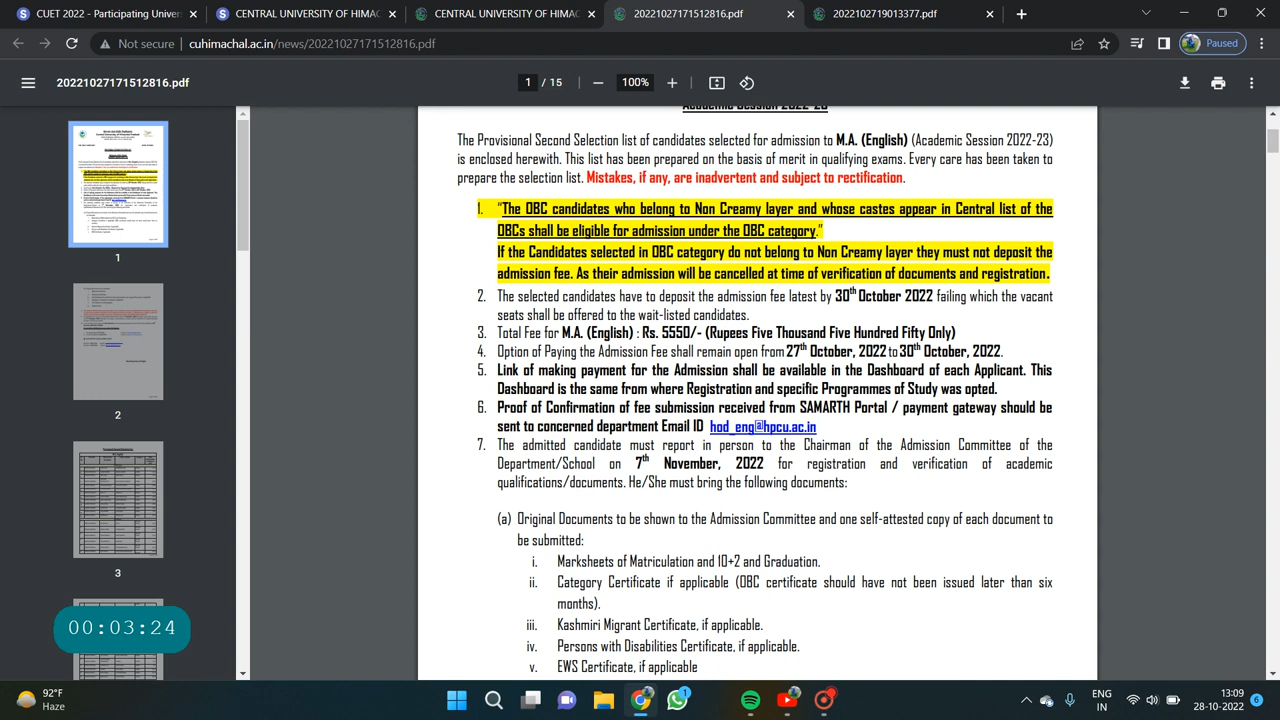 CUET 2022 - Participating Univer
CENTRAL UNIVERSITY OF HIMAC
CENTRAL UNIVERSITY OF HIMAC
20221027171512816.pdf
2022102719013377.pdf
Not secure
cuhimachal.ac.in/news/20221027171512816.pdf
Paused
20221027171512816.pdf
1 / 15
100%
Academic Session 2022-23
The Provisional Admission Selection list of candidates selected for admission to M.A. (English) (Academic Session 2022-23)
is enclosed herewith. The list has been prepared on the basis of merit in qualifying exam. Every care has been taken to
prepare the same. Mistakes, if any, are inadvertent and subject to rectification.
1. "The OBC candidates who belong to Non Creamy layer and whose castes appear in Central list of the
OBCs shall be eligible for admission under the OBC category."
If the Candidates selected in OBC category do not belong to Non Creamy layer they must not deposit the
admission fee. As their admission will be cancelled at time of verification of documents and registration.
2. The selected candidates have to deposit the admission fee latest by 30th October 2022 failing which the vacant
seats shall be offered to the wait-listed candidates.
3. Total Fees of M.A. (English) : Rs. 5550/- (Rupees Five Thousand Five Hundred Fifty Only)
4. Option of Paying the Admission Fee shall remain open from 27th October, 2022 to 30th October, 2022.
5. Link of making payment for the Admission shall be available in the Dashboard of each Applicant. This
Dashboard is the same from where Registration and specific Programmes of Study was opted.
6. Proof of Confirmation of fee submission received from SAMARTH Portal / payment gateway should be
sent to concerned department Email ID hod_eng@hpcu.ac.in
7. The admitted candidate must report in person to the Chairman of the Admission Committee of the
Department/School on 7th November, 2022 for registration and verification of academic
qualifications/documents. He/She must bring the following documents:
(a) Original Documents to be shown to the Admission Committee and one self-attested copy of each document to
be submitted:
i. Marksheets of Matriculation and 10+2 and Graduation.
ii. Category Certificate if applicable (OBC certificate should have not been issued later than six
months).
iii. Kashmiri Migrant Certificate, if applicable.
iv. Persons with Disabilities Certificate, if applicable.
v. EWS Certificate, if applicable
1
2
3
00:03:24
92°F
Haze
1
ENG
IN
13:09
28-10-2022
6